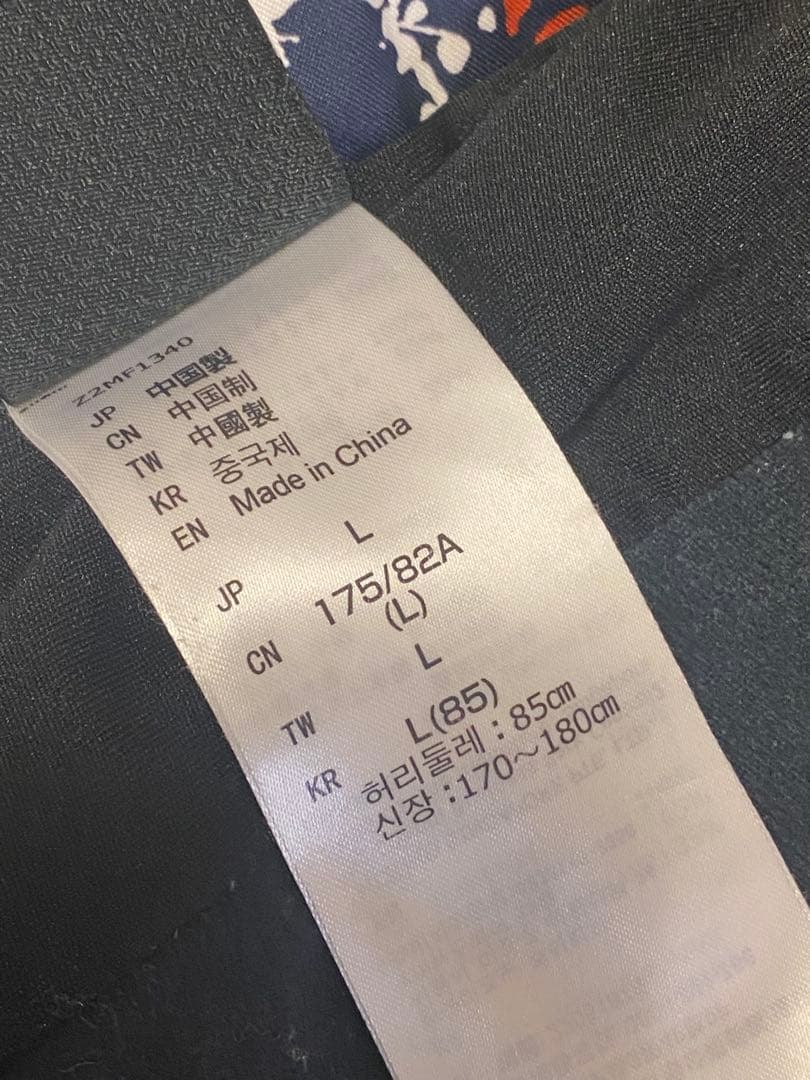 Z2MF1340
JP 中国製
CN 中国制
TW 中國製
KR 중국제
EN Made in China
JP L
CN 175/82A
(L)
TW L
KR L(85)
허리둘레 : 85㎝
신장 :170～180㎝